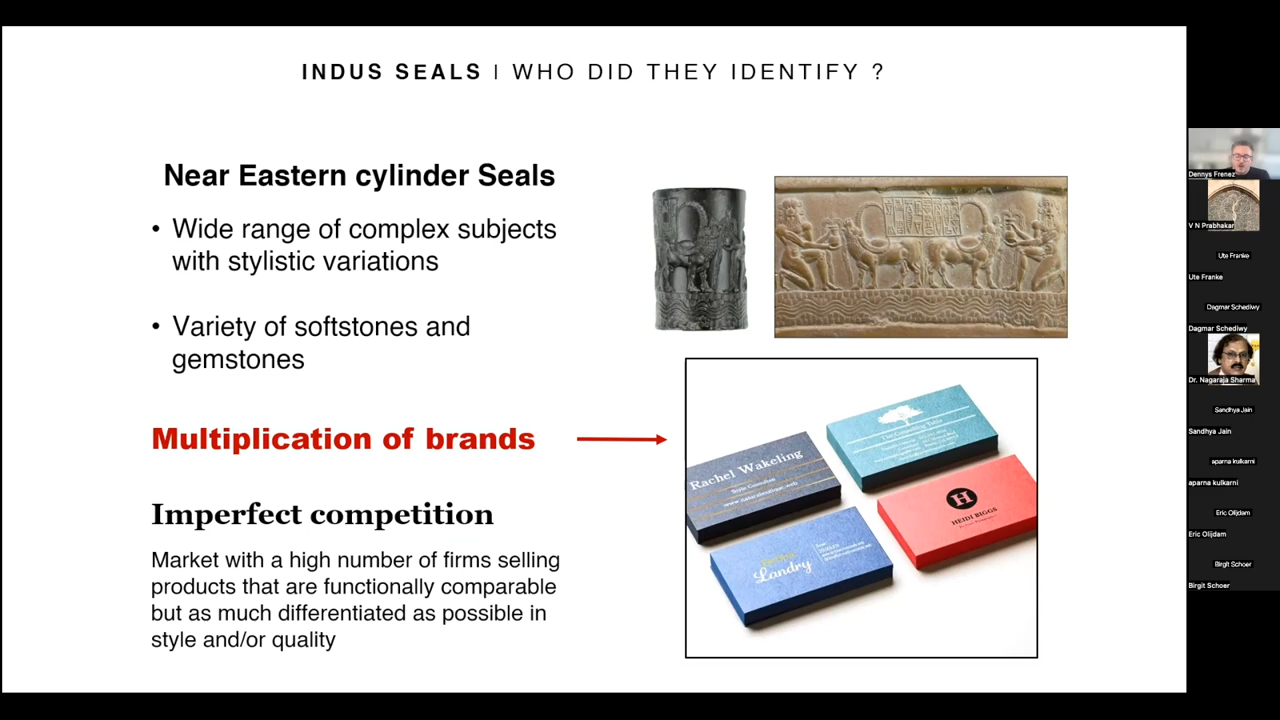 INDUS SEALS | WHO DID THEY IDENTIFY ?
Near Eastern cylinder Seals
• Wide range of complex subjects
with stylistic variations
• Variety of softstones and
gemstones
Multiplication of brands
Imperfect competition
Market with a high number of firms selling
products that are functionally comparable
but as much differentiated as possible in
style and/or quality
Rachel Wakeling
H
HEIDI BIGGS
Landry
Dennys Frenez
V N Prabhakar
Ute Franke
Ute Franke
Dagmar Schediwy
Dagmar Schediwy
Dr. Nagaraja Sharma
Sandhya Jain
Sandhya Jain
aparna kulkarni
aparna kulkarni
Eric Olijdam
Eric Olijdam
Birgit Schoer
Birgit Schoer